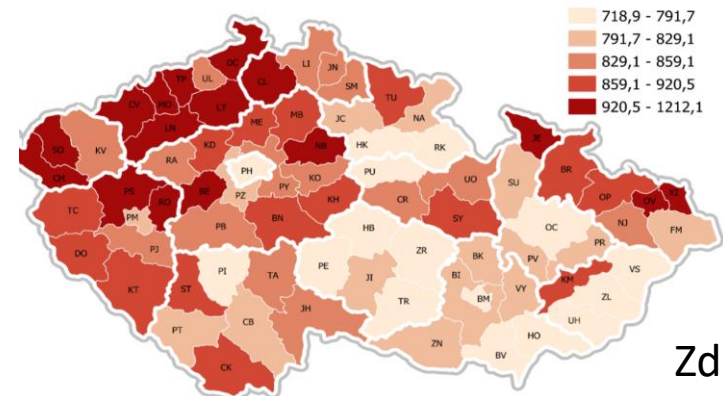 718,9 - 791,7
791,7 - 829,1
829,1 - 859,1
859,1 - 920,5
920,5 - 1212,1
DC
TP UL LI JN
CL SM
CV MO LT TU
LN ME MB JC NA JE
SO KV KD NB HK RK BR
CH RA PH PU SU OP KI
PS RO BE PZ PY KO UO OV
TC PM KH CR NJ FM
PB BN SY OC PR
DO PJ HB PV VS
PI TA PE ZR BK KM
KT ST JI BI BM VY ZL
PT CB JH TR UH
ZN HO
CK BV
Zd